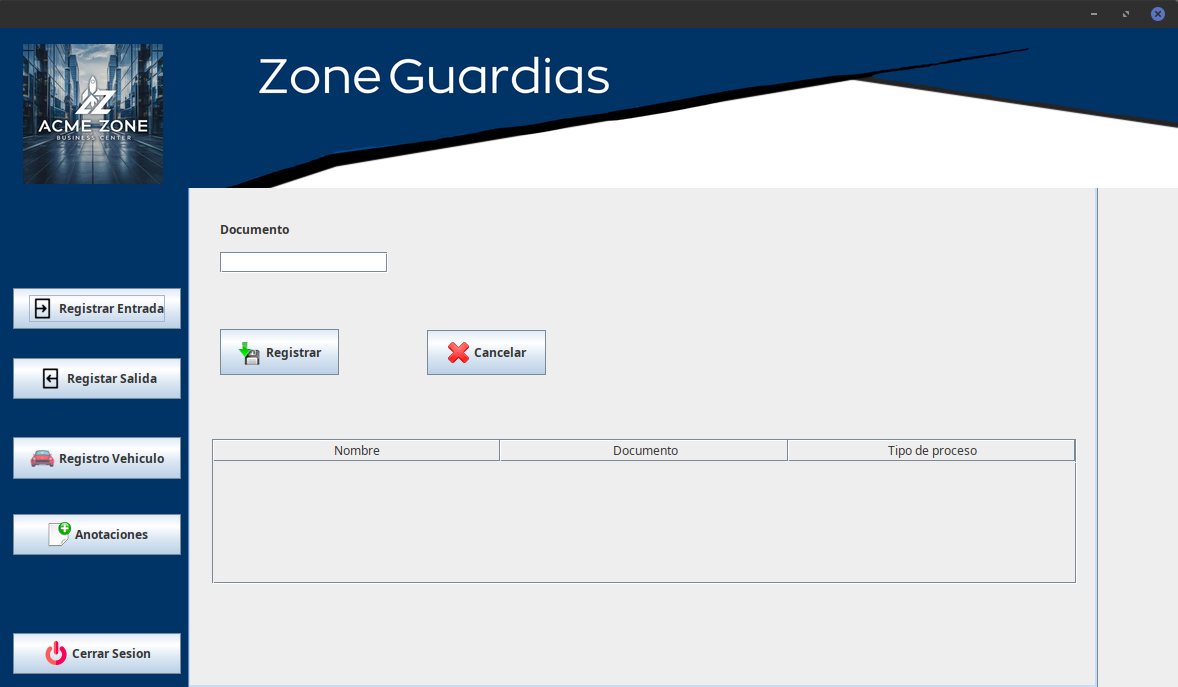 Zone Guardias
ACME ZONE
BUSINESS CENTER
Documento
Registrar Entrada
Registar Salida
Registro Vehiculo
Anotaciones
Cerrar Sesion
Registrar
Cancelar
Nombre Documento Tipo de proceso